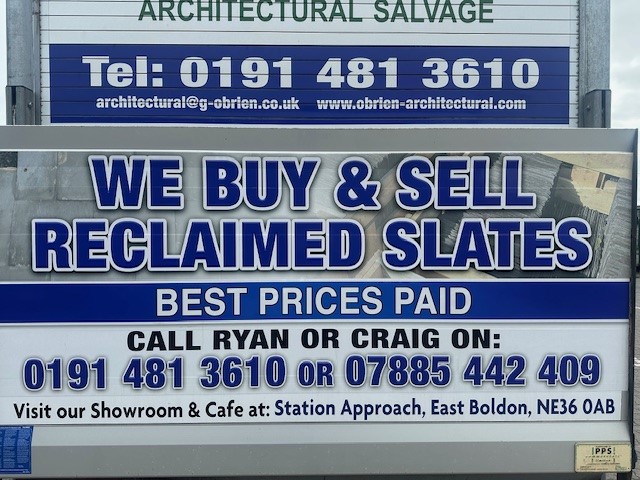 ARCHITECTURAL SALVAGE
Tel: 0191 481 3610
architectural@g-obrien.co.uk www.obrien-architectural.com
WE BUY & SELL
RECLAIMED SLATES
BEST PRICES PAID
CALL RYAN OR CRAIG ON:
0191 481 3610 OR 07885 442 409
Visit our Showroom & Cafe at: Station Approach, East Boldon, NE36 0AB
PPS